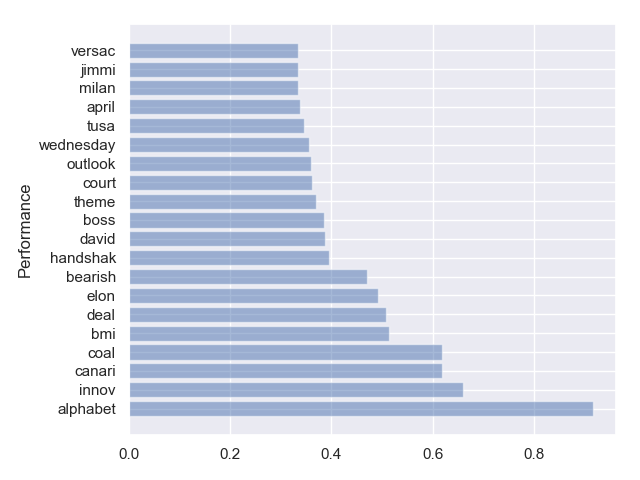 versac
jimmi
milan
april
tusa
wednesday
outlook
court
theme
boss
david
handshak
bearish
elon
deal
bmi
coal
canari
innov
alphabet
Performance
0.0 0.2 0.4 0.6 0.8